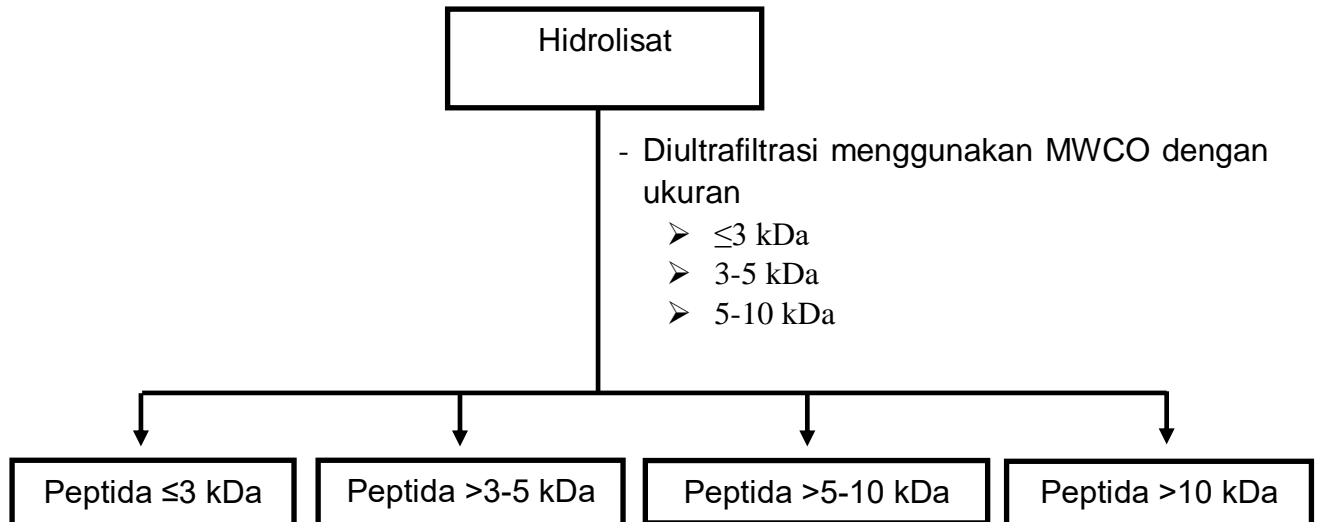 Hidrolisat
- Diultrafiltrasi menggunakan MWCO dengan
ukuran
➢ ≤3 kDa
➢ 3-5 kDa
➢ 5-10 kDa
Peptida ≤3 kDa
Peptida >3-5 kDa
Peptida >5-10 kDa
Peptida >10 kDa